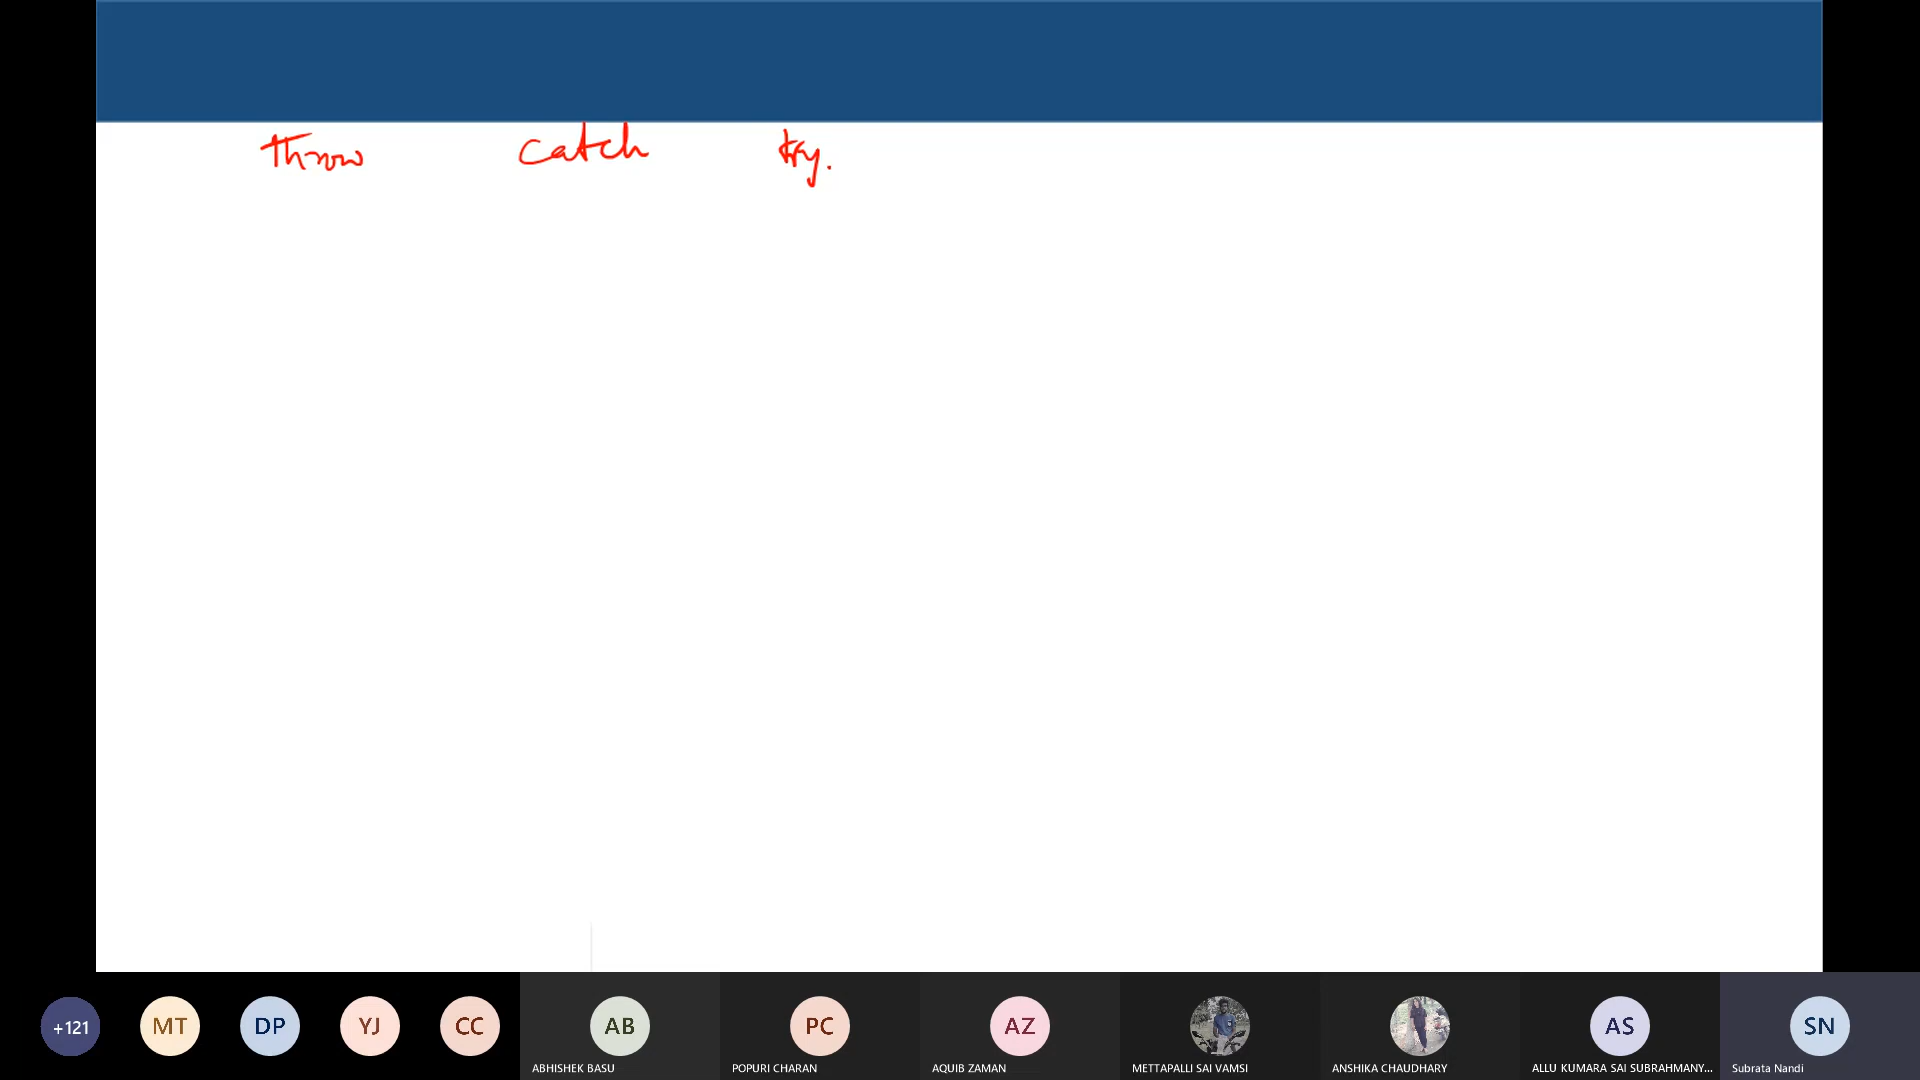 throw catch try.
+121 MT DP YJ CC AB PC AZ AS SN
ABHISHEK BASU POPURI CHARAN AQUIB ZAMAN METTAPALLI SAI VAMSI ANSHIKA CHAUDHARY ALLU KUMARA SAI SUBRAHMANY... Subrata Nandi